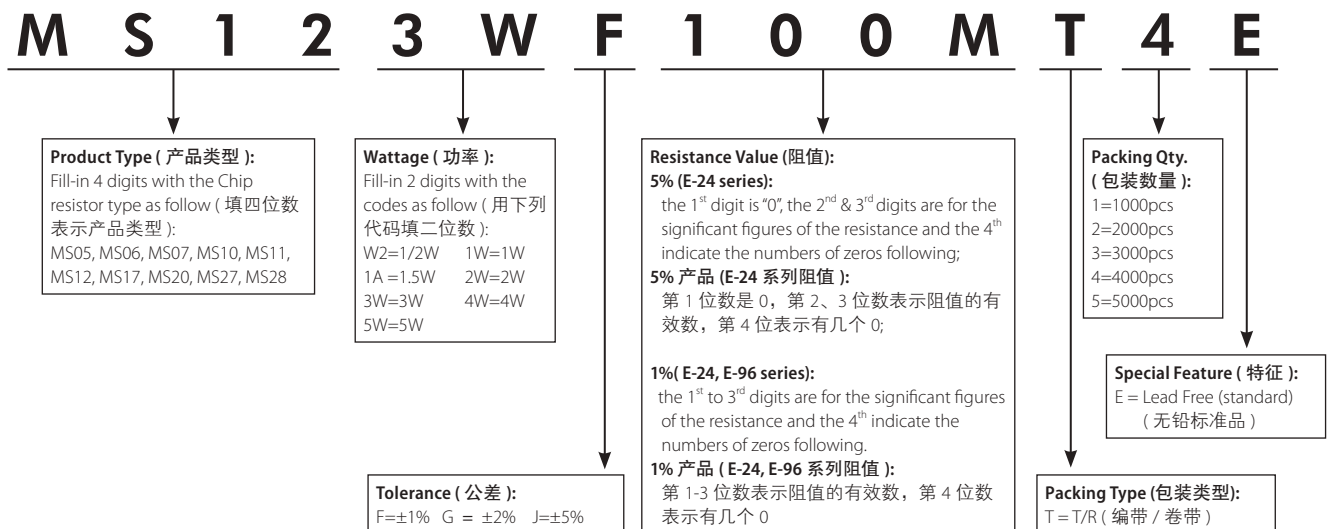 M S 1 2 3 W F 1 0 0 M T 4 E
Product Type ( 产品类型 ):
Fill-in 4 digits with the Chip
resistor type as follow ( 填四位数
表示产品类型 ):
MS05, MS06, MS07, MS10, MS11,
MS12, MS17, MS20, MS27, MS28
Wattage ( 功率 ):
Fill-in 2 digits with the
codes as follow ( 用下列
代码填二位数 ):
W2=1/2W 1W=1W
1A =1.5W 2W=2W
3W=3W 4W=4W
5W=5W
Resistance Value (阻值):
5% (E-24 series):
the 1st digit is “0”, the 2nd & 3rd digits are for the
significant figures of the resistance and the 4th
indicate the numbers of zeros following;
5% 产品 (E-24 系列阻值 ):
第 1 位数是 0，第 2、3 位数表示阻值的有
效数，第 4 位表示有几个 0;
1%( E-24, E-96 series):
the 1st to 3rd digits are for the significant figures
of the resistance and the 4th indicate the
numbers of zeros following.
1% 产品 ( E-24, E-96 系列阻值 ):
第 1-3 位数表示阻值的有效数，第 4 位数
表示有几个 0
Packing Qty.
( 包装数量 ):
1=1000pcs
2=2000pcs
3=3000pcs
4=4000pcs
5=5000pcs
Special Feature ( 特征 ):
E = Lead Free (standard)
( 无铅标准品 )
Tolerance ( 公差 ):
F=±1% G = ±2% J=±5%
Packing Type (包装类型):
T = T/R ( 编带 / 卷带 )